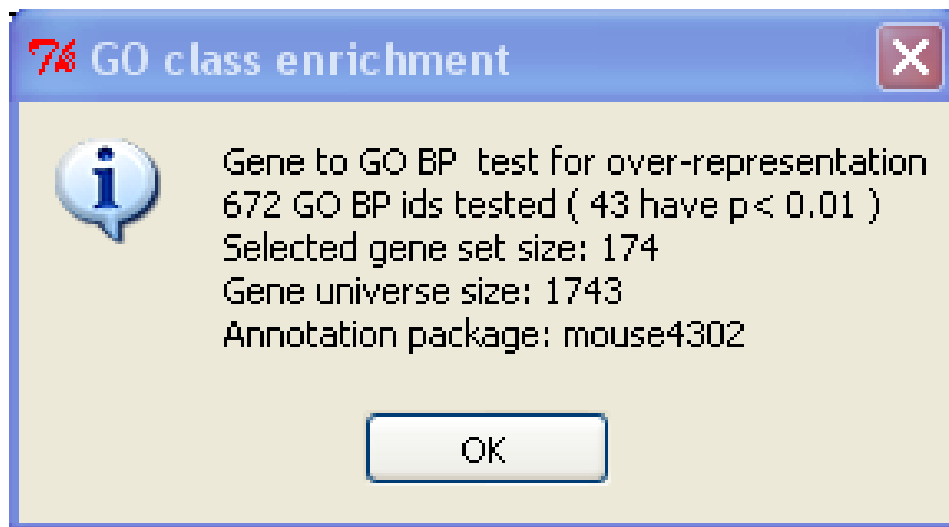 GO class enrichment
Gene to GO BP  test for over-representation
672 GO BP ids tested ( 43 have p< 0.01 )
Selected gene set size: 174
Gene universe size: 1743
Annotation package: mouse4302
OK